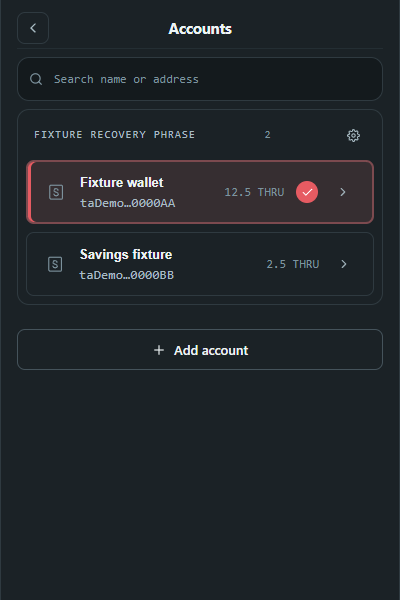 Accounts
Search name or address
FIXTURE RECOVERY PHRASE 2
S Fixture wallet 12.5 THRU
taDemo…0000AA
S Savings fixture 2.5 THRU
taDemo…0000BB
+ Add account